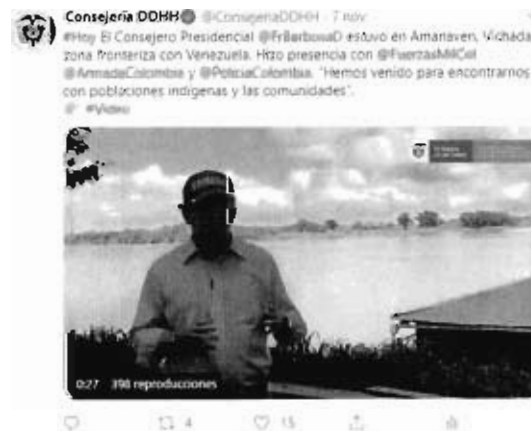 Consejería DDHH @ConsejeriaDDHH · 7 nov.
#Hoy El Consejero Presidencial @FrBarbosaD estuvo en Amanaven, Vichada
zona fronteriza con Venezuela. Hizo presencia con @FuerzasMilCol
@ArmadaColombia y @PoliciaColombia. "Hemos venido para encontrarnos
con poblaciones indígenas y las comunidades".
#Video
0:27 398 reproducciones
4 15